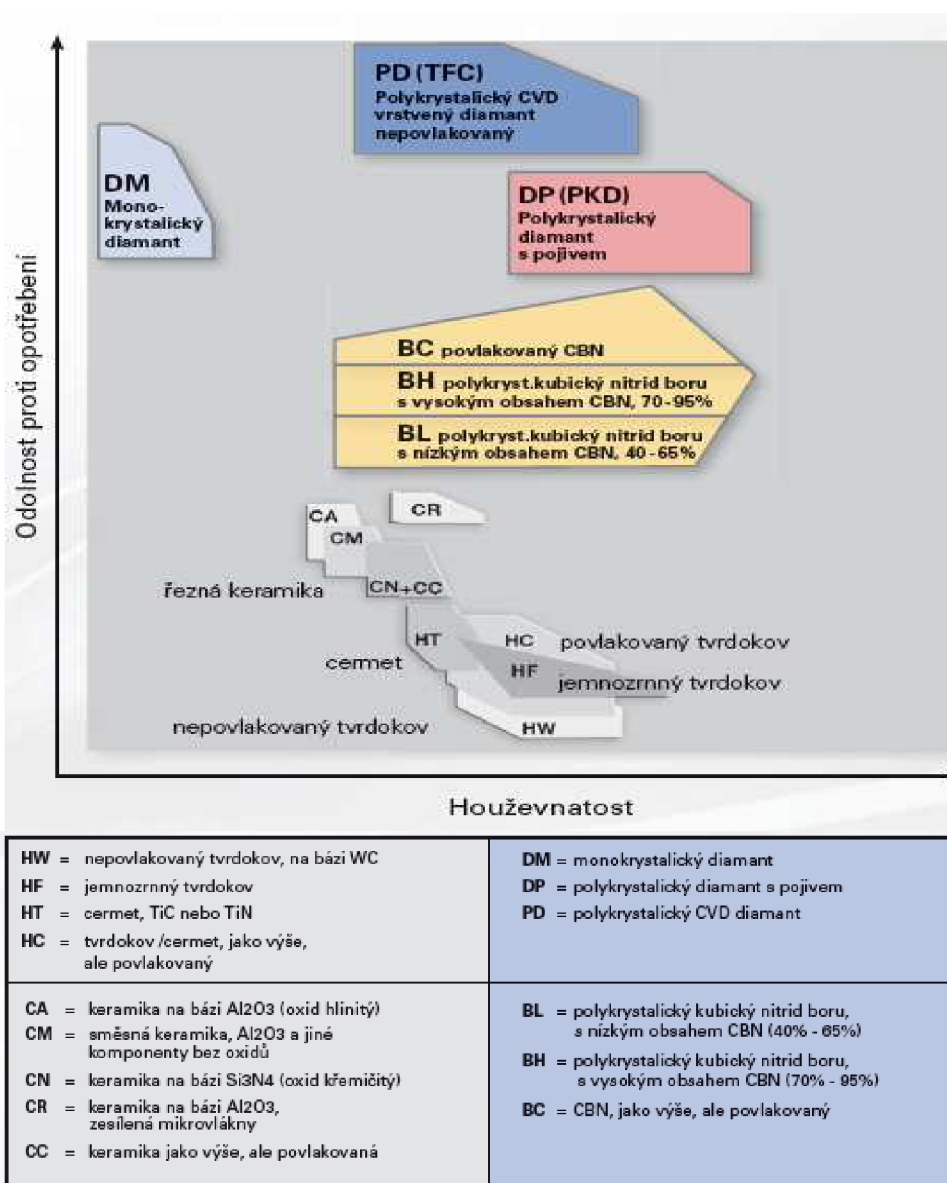 PD (TFC)
Polykrystalický CVD
vrstvený diamant
nepovlakovaný
DM
Mono-
krystalický
diamant
DP (PKD)
Polykrystalický
diamant
s pojivem
Odolnost proti opotřebení
BC povlakovaný CBN
BH polykryst.kubický nitrid boru
s vysokým obsahem CBN, 70-95%
BL polykryst.kubický nitrid boru
s nízkým obsahem CBN, 40-65%
CA
CR
CM
řezná keramika
CN+CC
HT
HC
povlakovaný tvrdokov
cermet
HF
jemnozrnný tvrdokov
nepovlakovaný tvrdokov
HW
Houževnatost
HW = nepovlakovaný tvrdokov, na bázi WC
HF = jemnozrnný tvrdokov
HT = cermet, TiC nebo TiN
HC = tvrdokov /cermet, jako výše,
ale povlakovaný
DM = monokrystalický diamant
DP = polykrystalický diamant s pojivem
PD = polykrystalický CVD diamant
CA = keramika na bázi Al2O3 (oxid hlinitý)
CM = směsná keramika, Al2O3 a jiné
komponenty bez oxidů
CN = keramika na bázi Si3N4 (oxid křemičitý)
CR = keramika na bázi Al2O3,
zesílená mikrovlákny
CC = keramika jako výše, ale povlakovaná
BL = polykrystalický kubický nitrid boru,
s nízkým obsahem CBN (40% - 65%)
BH = polykrystalický kubický nitrid boru,
s vysokým obsahem CBN (70% - 95%)
BC = CBN, jako výše, ale povlakovaný